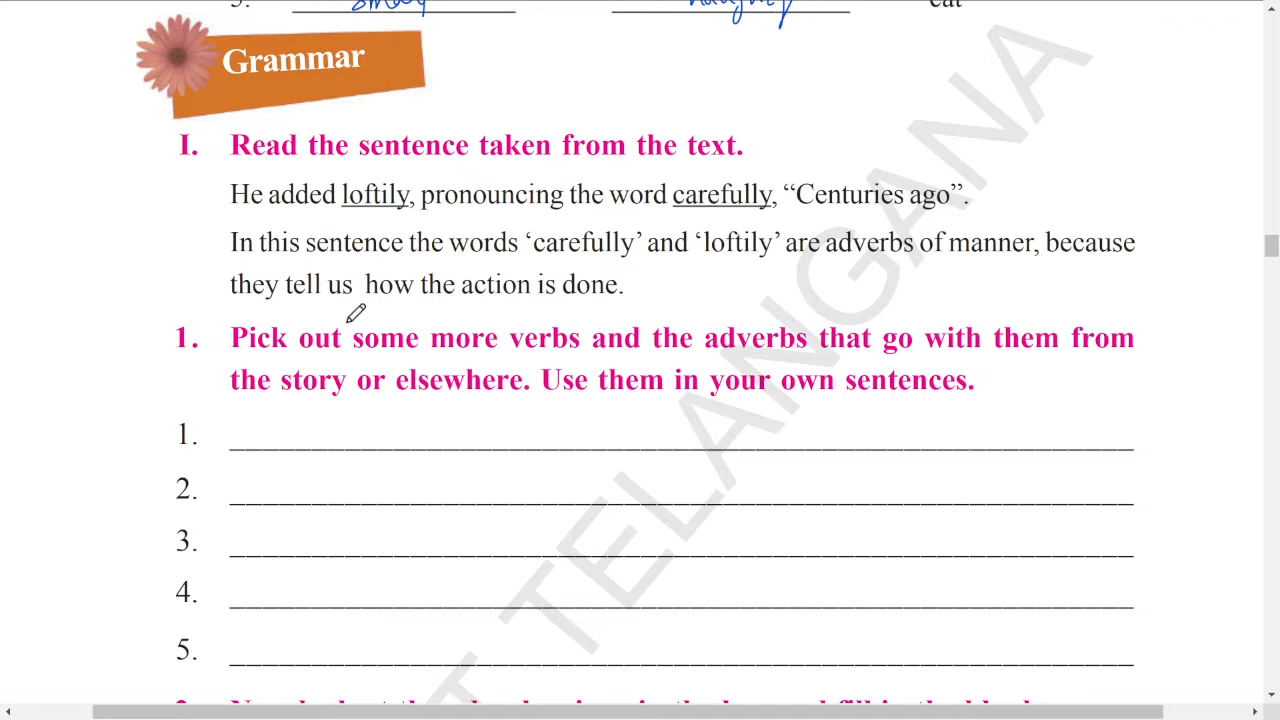 Grammar
I. Read the sentence taken from the text.
He added loftily, pronouncing the word carefully, “Centuries ago”.
In this sentence the words ‘carefully’ and ‘loftily’ are adverbs of manner, because
they tell us how the action is done.
1. Pick out some more verbs and the adverbs that go with them from
the story or elsewhere. Use them in your own sentences.
1.
2.
3.
4.
5.
TELANGANA